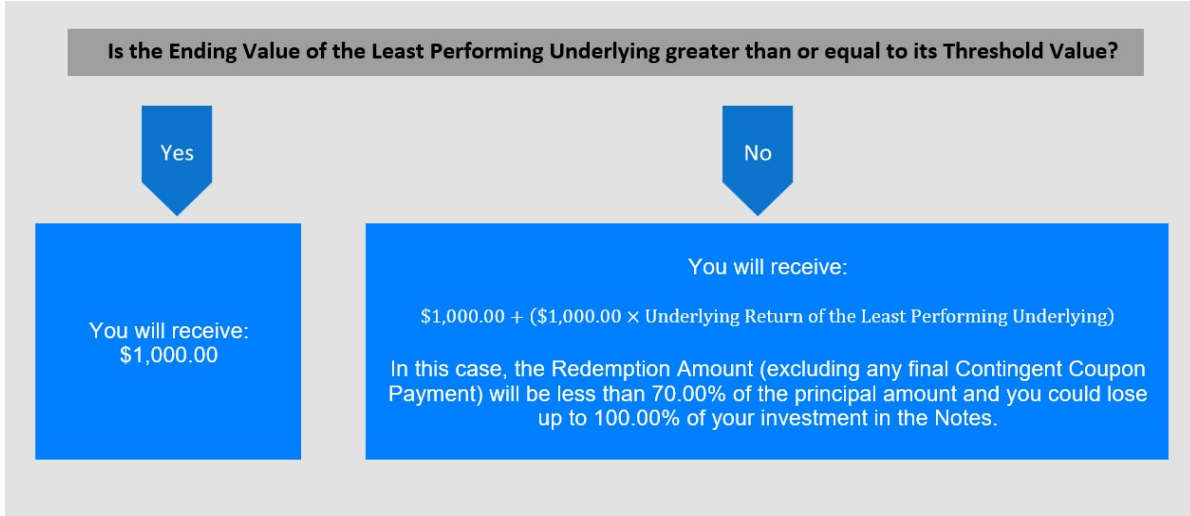 Is the Ending Value of the Least Performing Underlying greater than or equal to its Threshold Value?
Yes
No
You will receive:
$1,000.00
You will receive:
$1,000.00 + ($1,000.00 × Underlying Return of the Least Performing Underlying)
In this case, the Redemption Amount (excluding any final Contingent Coupon
Payment) will be less than 70.00% of the principal amount and you could lose
up to 100.00% of your investment in the Notes.